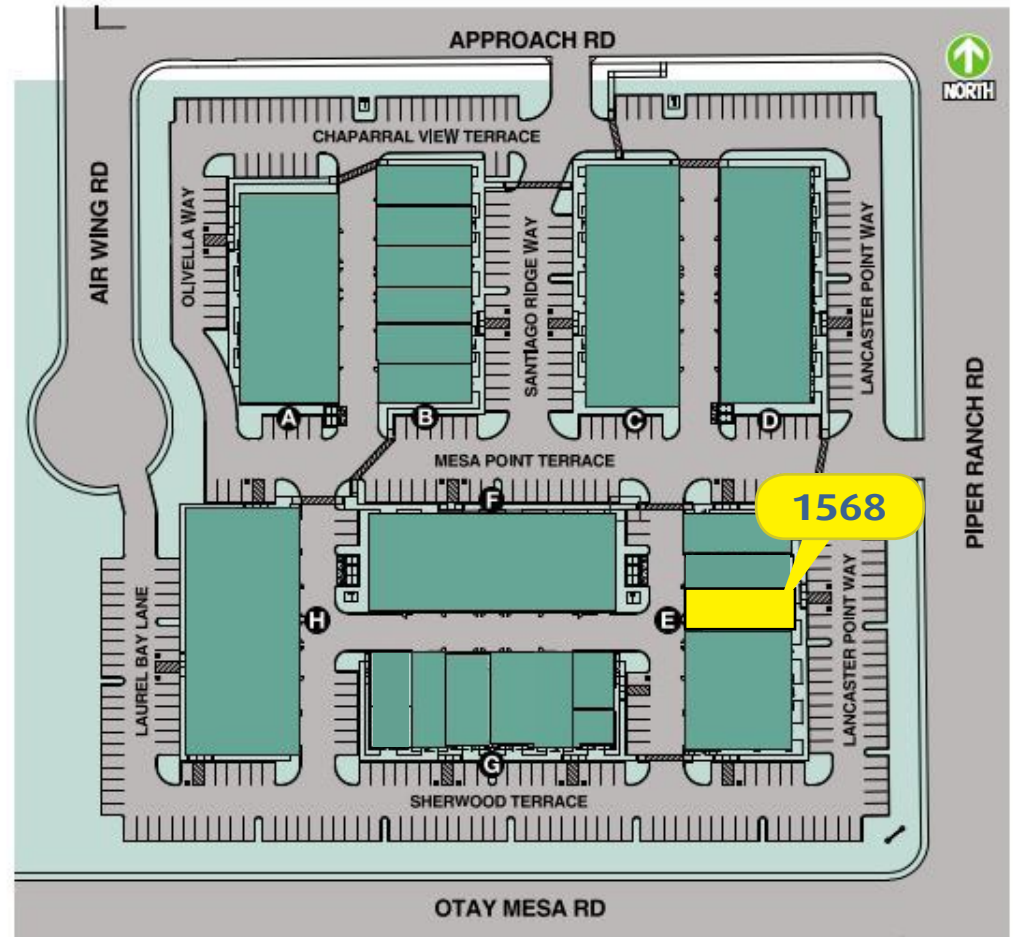 APPROACH RD
NORTH
CHAPARRAL VIEW TERRACE
AIR WING RD
OLIVELLA WAY
SANTIAGO RIDGE WAY
LANCASTER POINT WAY
A
B
C
D
MESA POINT TERRACE
PIPER RANCH RD
F
1568
H
E
LAUREL BAY LANE
LANCASTER POINT WAY
G
SHERWOOD TERRACE
OTAY MESA RD